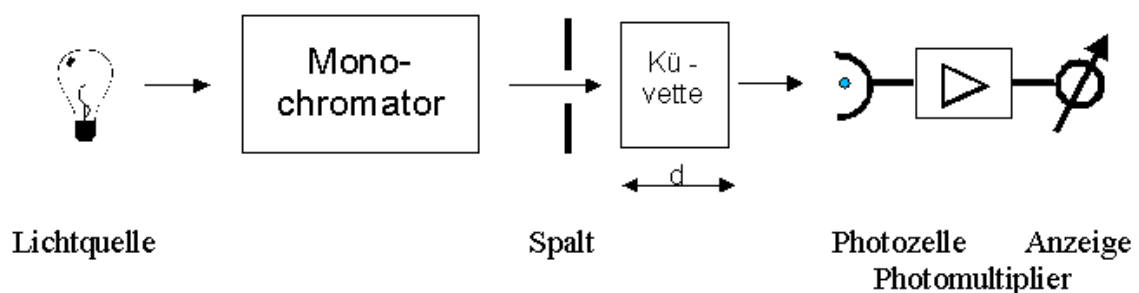 Mono-
chromator
Kü -
vette
d
Lichtquelle
Spalt
Photozelle
Anzeige
Photomultiplier